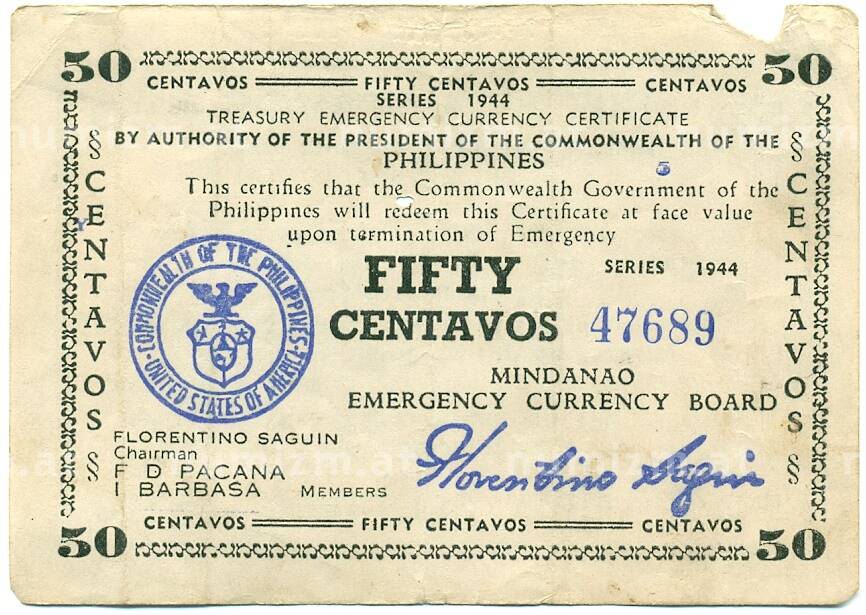 50 50
CENTAVOS FIFTY CENTAVOS CENTAVOS
SERIES 1944
TREASURY EMERGENCY CURRENCY CERTIFICATE
BY AUTHORITY OF THE PRESIDENT OF THE COMMONWEALTH OF THE
PHILIPPINES
5
This certifies that the Commonwealth Government of the
Philippines will redeem this Certificate at face value
upon termination of Emergency
Y
§ CENTAVOS §
§ CENTAVOS §
COMMONWEALTH OF THE PHILIPPINES
UNITED STATES OF AMERICA
FIFTY SERIES 1944
CENTAVOS 47689
MINDANAO
EMERGENCY CURRENCY BOARD
FLORENTINO SAGUIN
Chairman
F D PACANA
I BARBASA MEMBERS
Florentino Saguin
CENTAVOS FIFTY CENTAVOS CENTAVOS
50 50